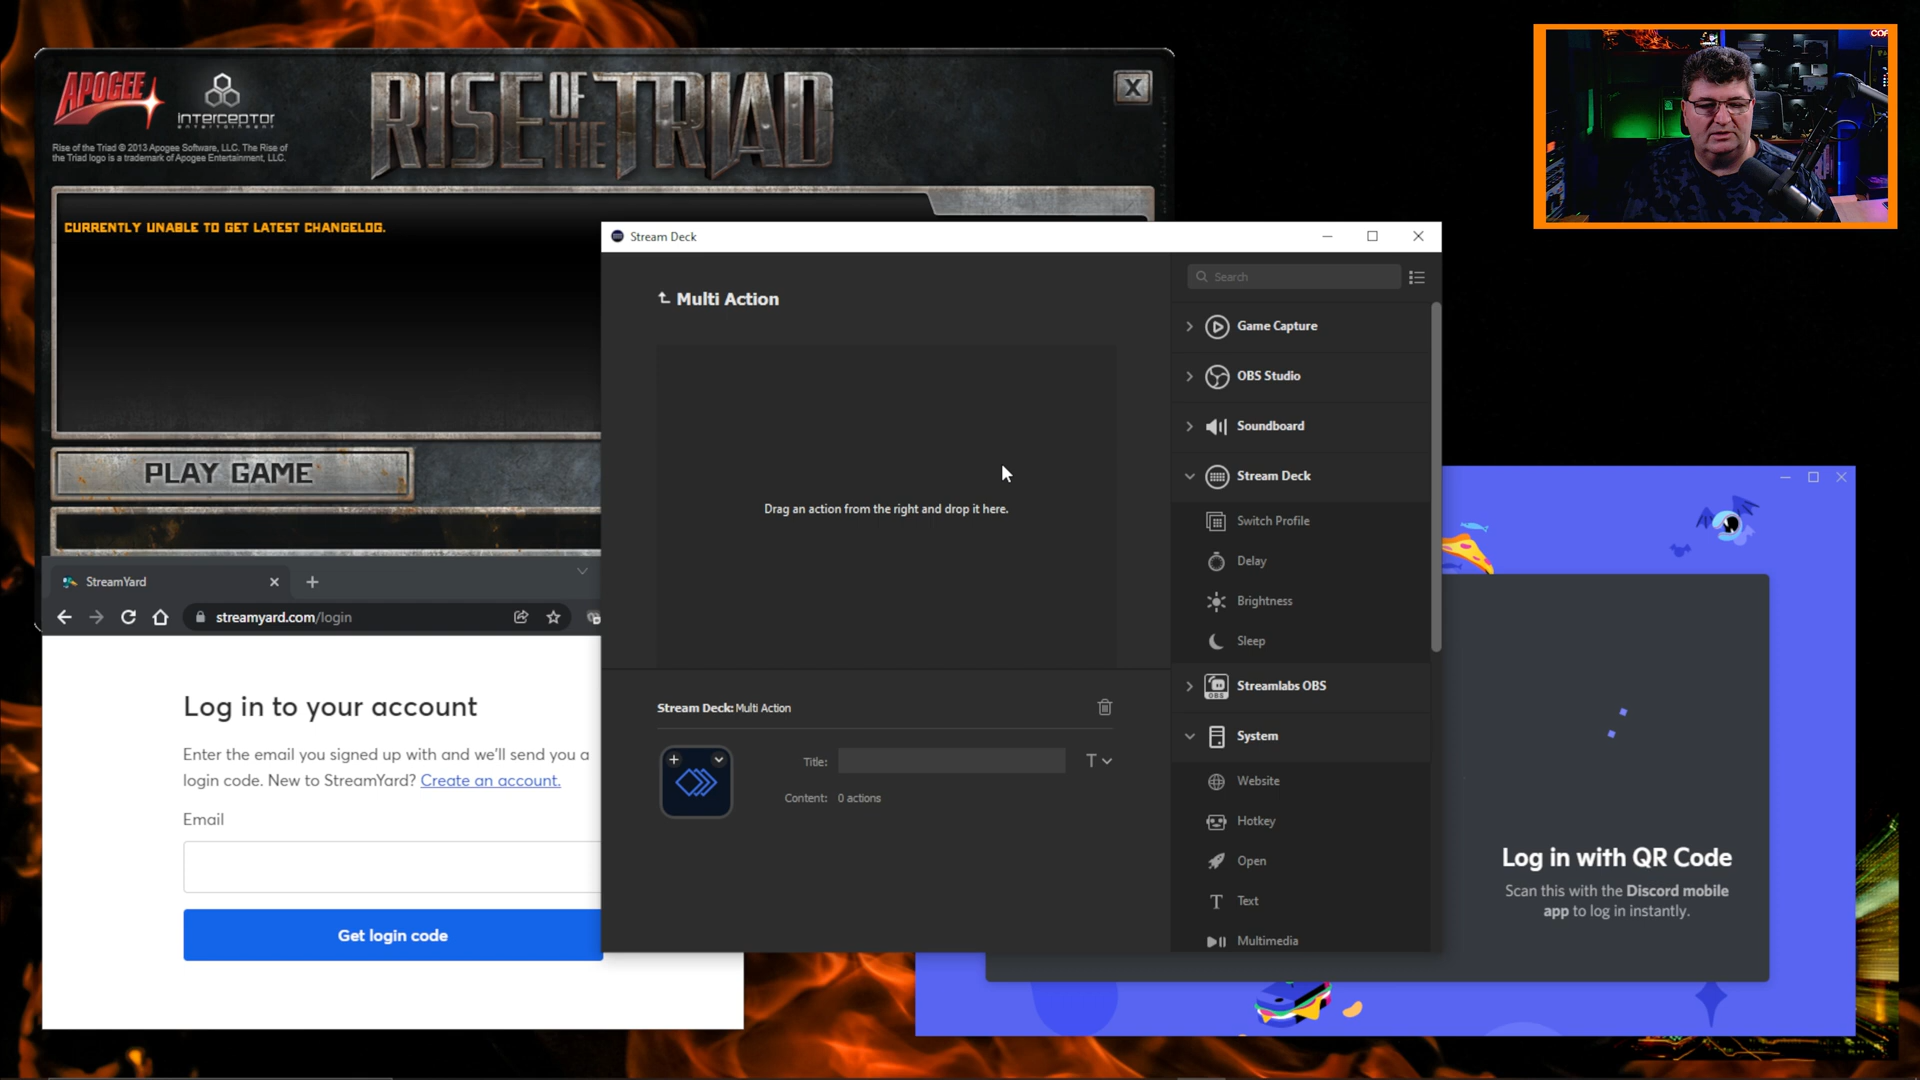 APOGEE
interceptor
entertainment
Rise of the Triad © 2013 Apogee Software, LLC. The Rise of
the Triad logo is a trademark of Apogee Entertainment, LLC.
RISE OF THE TRIAD
X
CURRENTLY UNABLE TO GET LATEST CHANGELOG.
PLAY GAME
StreamYard
streamyard.com/login
Log in to your account
Enter the email you signed up with and we'll send you a
login code. New to StreamYard? Create an account.
Email
Get login code
Stream Deck
Multi Action
Drag an action from the right and drop it here.
Stream Deck: Multi Action
Title:
T
Content: 0 actions
Search
Game Capture
OBS Studio
Soundboard
Stream Deck
Switch Profile
Delay
Brightness
Sleep
OBS
Streamlabs OBS
System
Website
Hotkey
Open
T Text
Multimedia
Log in with QR Code
Scan this with the Discord mobile
app to log in instantly.